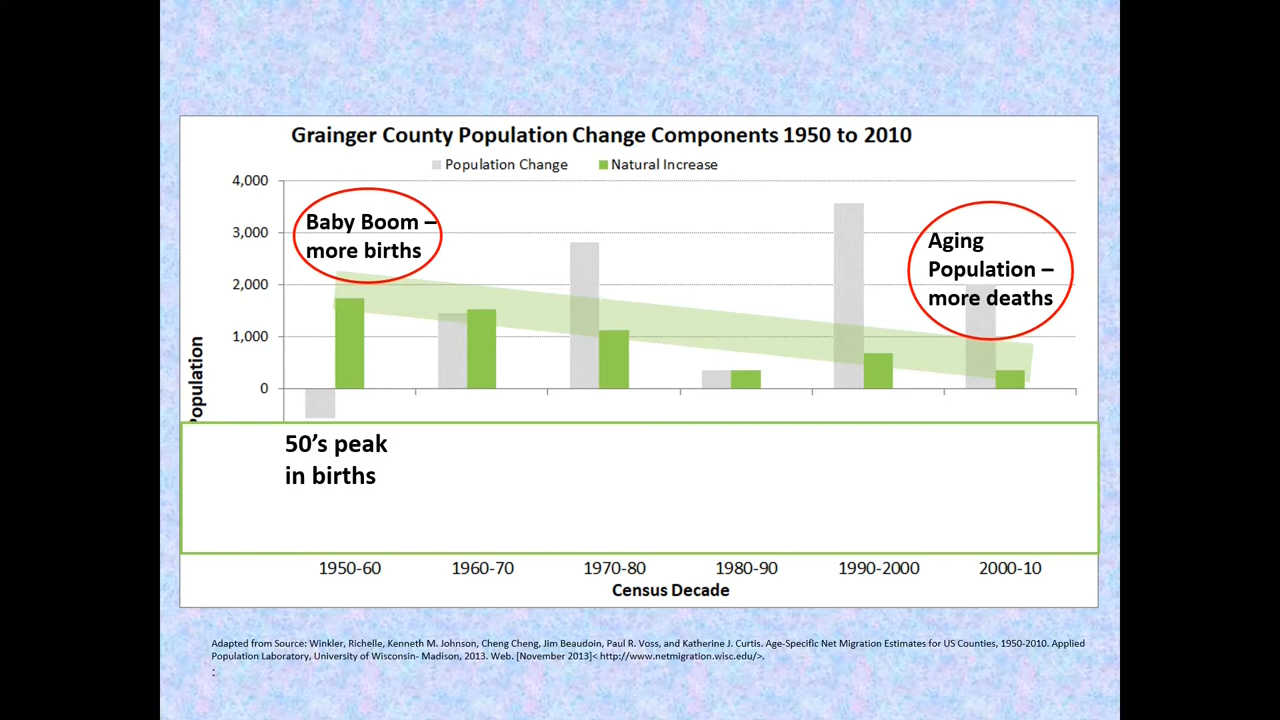 Grainger County Population Change Components 1950 to 2010
Population Change Natural Increase
4,000
3,000
2,000
1,000
0
Population
Baby Boom –
more births
Aging
Population –
more deaths
50's peak
in births
1950-60 1960-70 1970-80 1980-90 1990-2000 2000-10
Census Decade
Adapted from Source: Winkler, Richelle, Kenneth M. Johnson, Cheng Cheng, Jim Beaudoin, Paul R. Voss, and Katherine J. Curtis. Age-Specific Net Migration Estimates for US Counties, 1950-2010. Applied
Population Laboratory, University of Wisconsin- Madison, 2013. Web. [November 2013]< http://www.netmigration.wisc.edu/>.
: